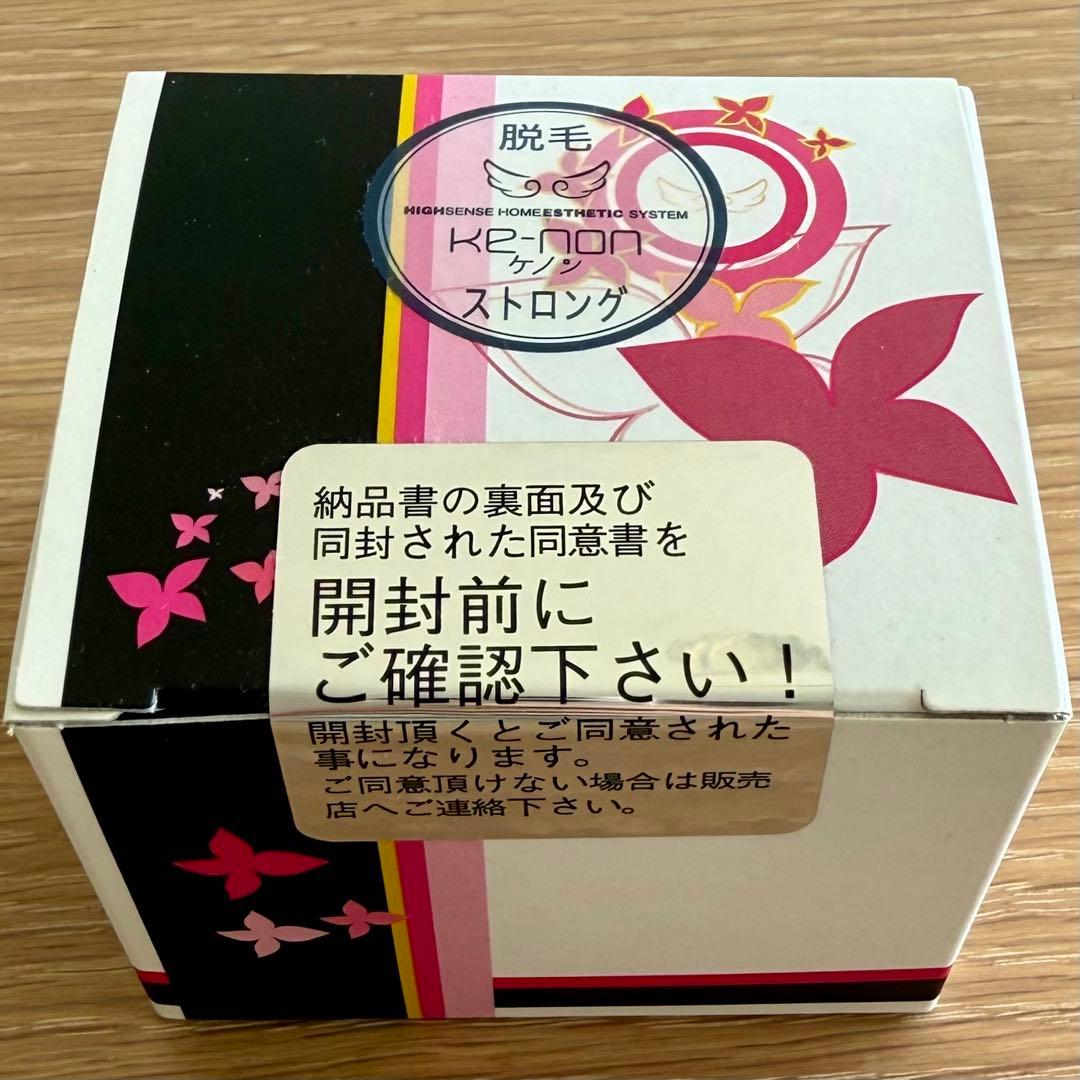 脱毛
HIGHSENSE HOMEESTHETIC SYSTEM
Ke-non
ケノン
ストロング
納品書の裏面及び
同封された同意書を
開封前に
ご確認下さい！
開封頂くとご同意された
事になります。
ご同意頂けない場合は販売
店へご連絡下さい。